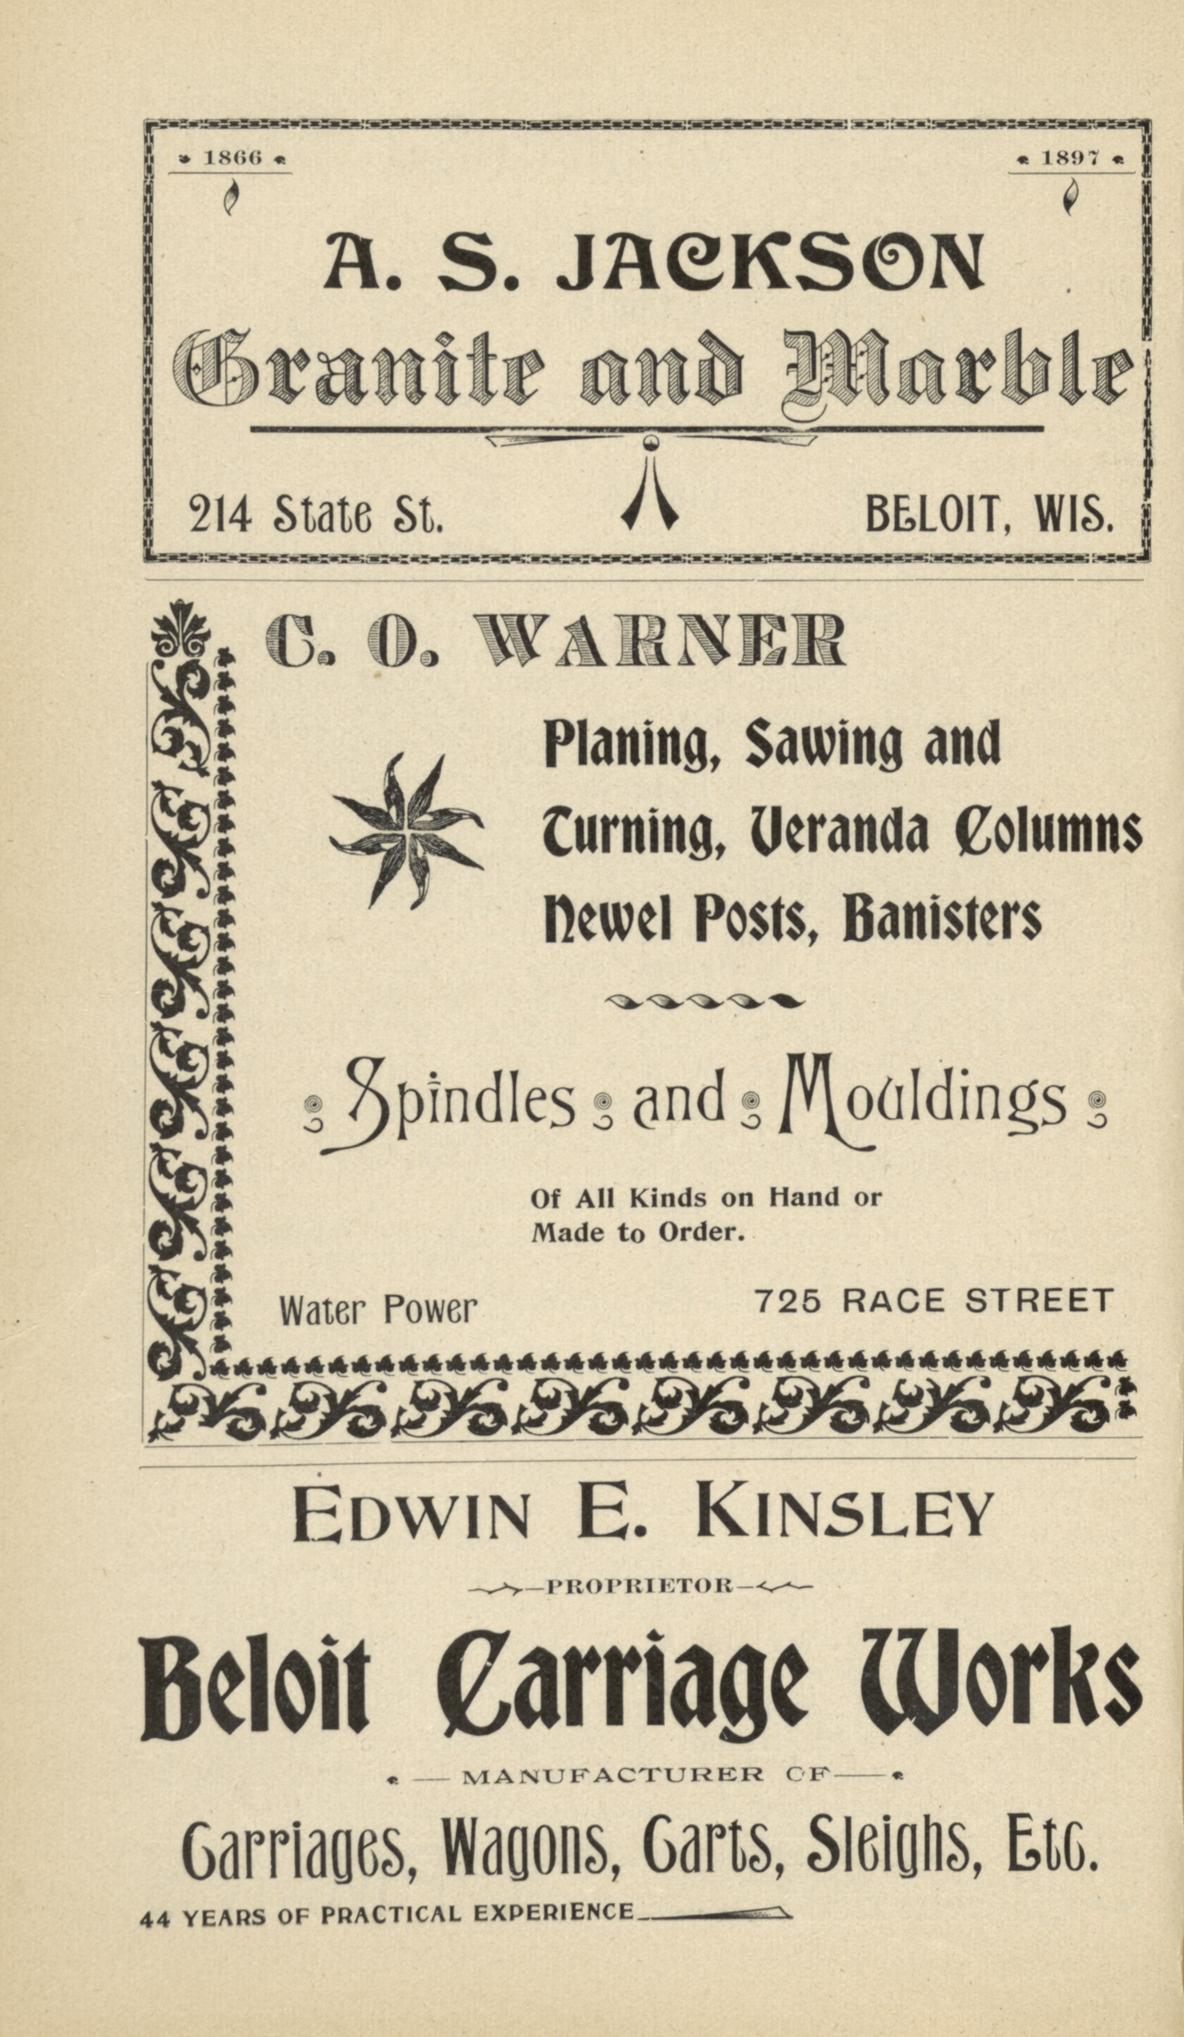 1866 1897
A. S. JACKSON
Granite and Marble
214 State St. BELOIT, WIS.
C. O. WARNER
Planing, Sawing and
Turning, Veranda Columns
Newel Posts, Banisters
Spindles and Mouldings
Of All Kinds on Hand or
Made to Order.
Water Power 725 RACE STREET
EDWIN E. KINSLEY
PROPRIETOR
Beloit Carriage Works
MANUFACTURER OF
Carriages, Wagons, Carts, Sleighs, Etc.
44 YEARS OF PRACTICAL EXPERIENCE